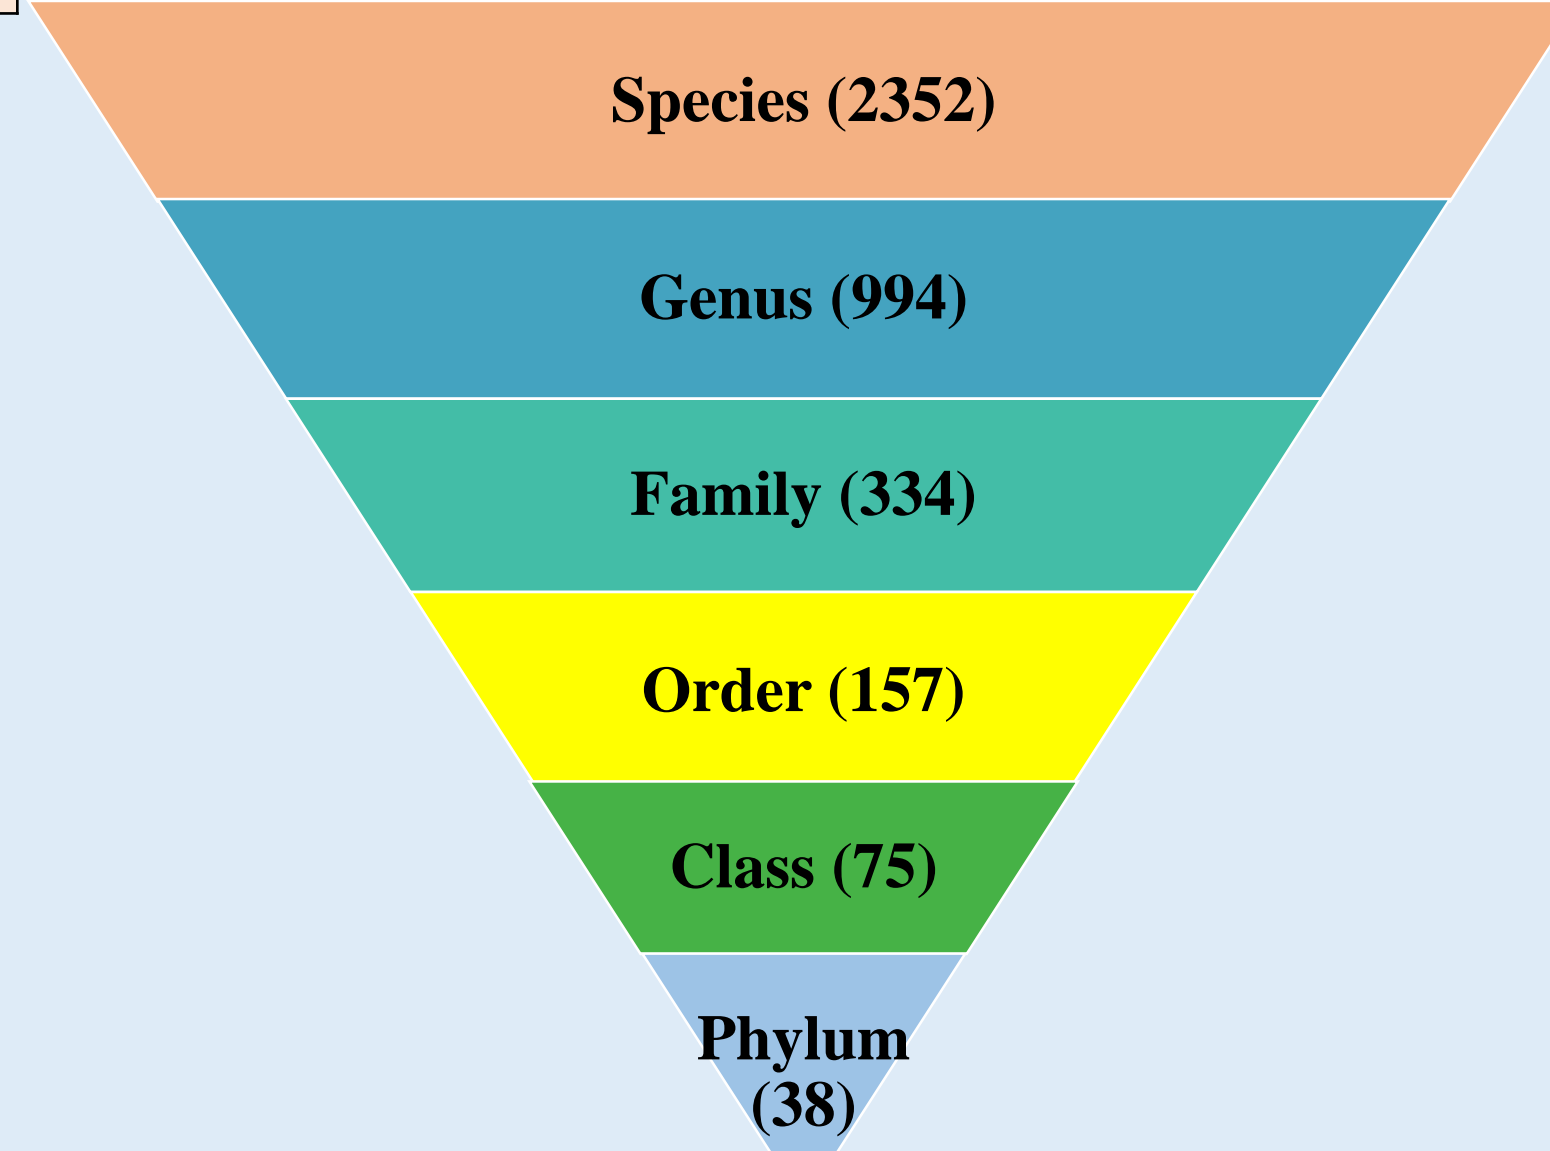 Species (2352)
Genus (994)
Family (334)
Order (157)
Class (75)
Phylum
(38)